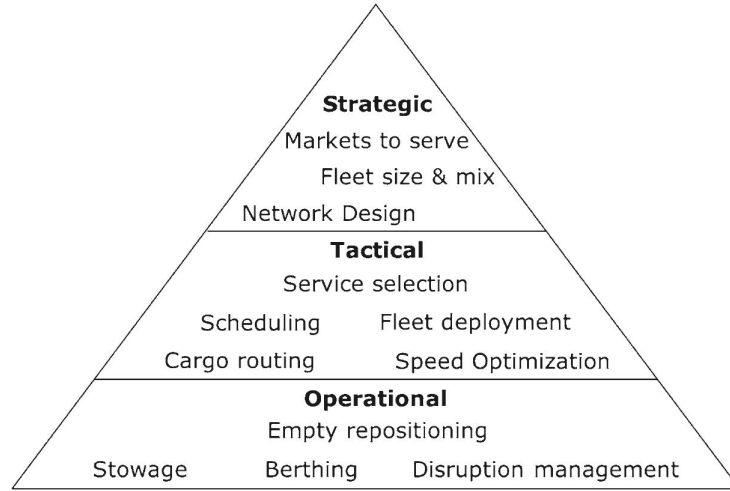 Strategic
Markets to serve
Fleet size & mix
Network Design
Tactical
Service selection
Scheduling Fleet deployment
Cargo routing Speed Optimization
Operational
Empty repositioning
Stowage Berthing Disruption management